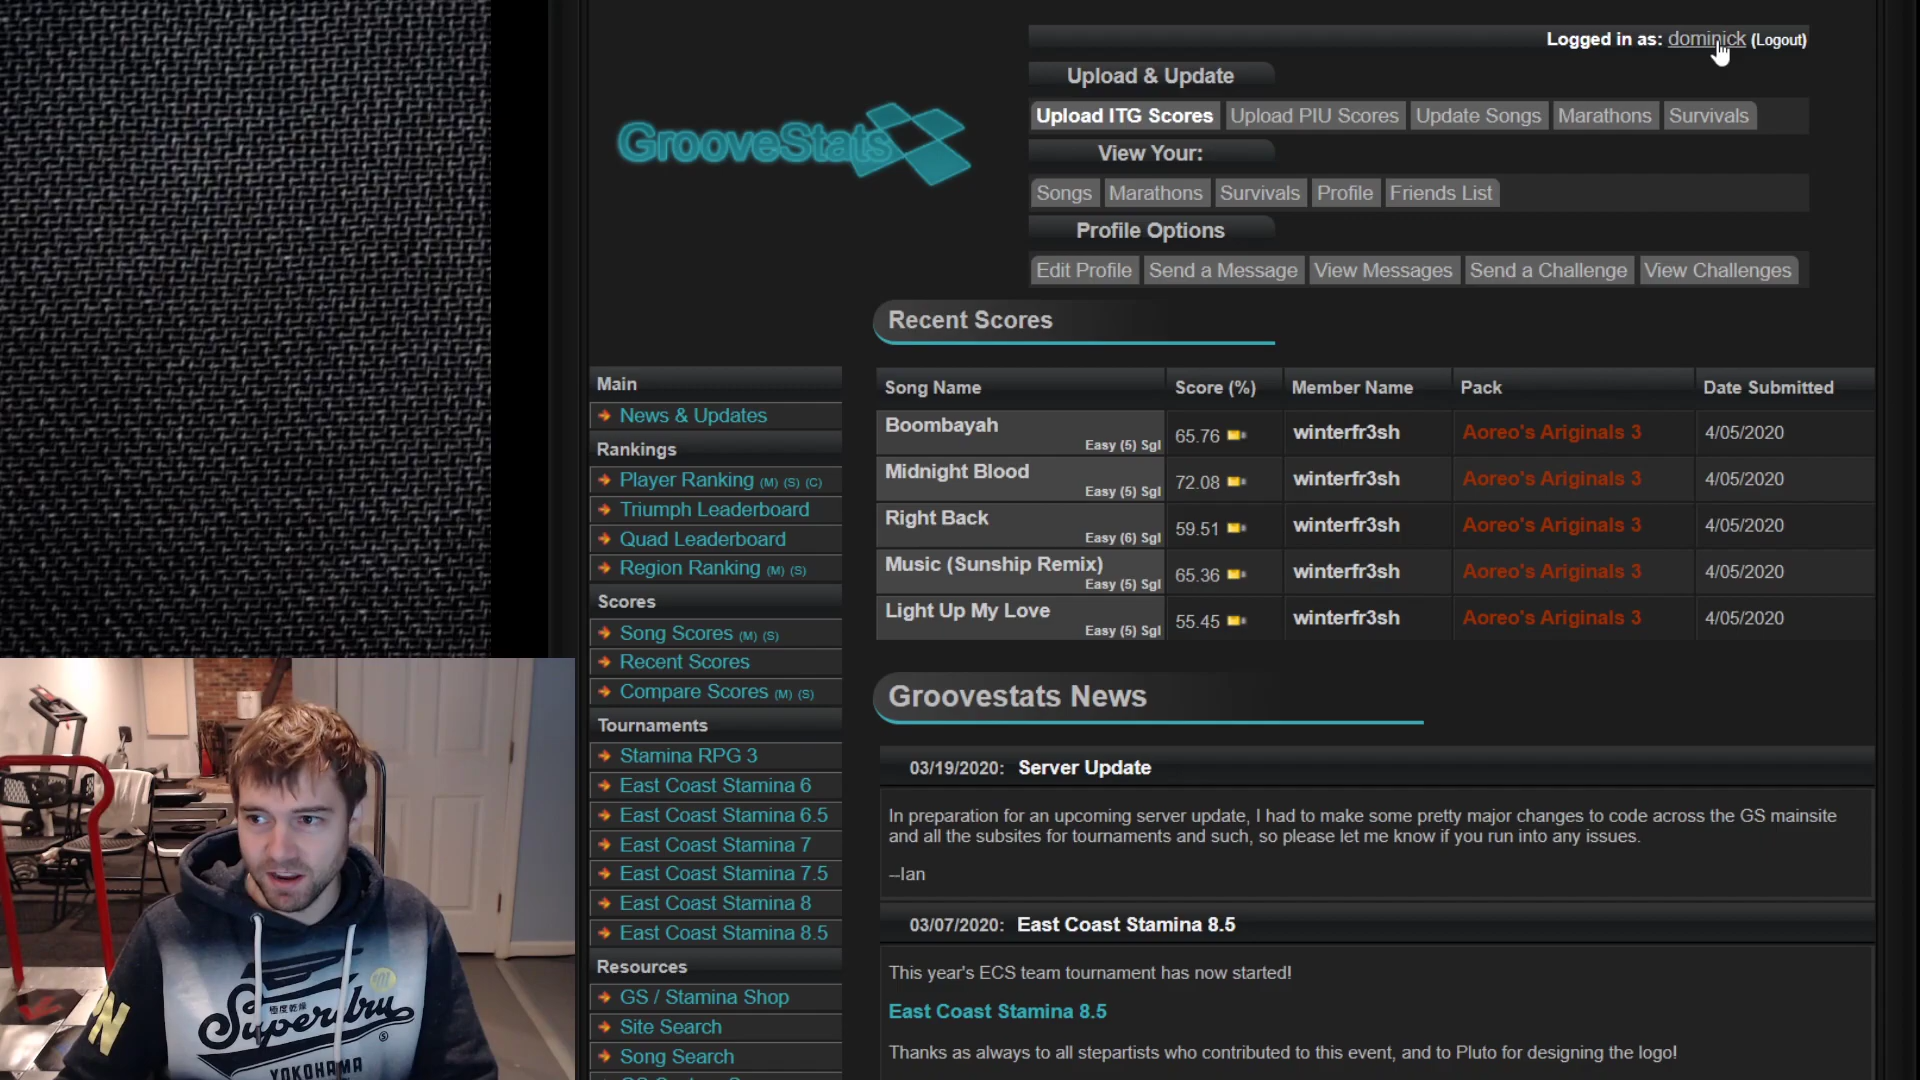 Logged in as: dominick (Logout)
Upload & Update
Upload ITG Scores Upload PIU Scores Update Songs Marathons Survivals
View Your:
Songs Marathons Survivals Profile Friends List
Profile Options
Edit Profile Send a Message View Messages Send a Challenge View Challenges
GrooveStats
Main
News & Updates
Rankings
Player Ranking (M) (S) (C)
Triumph Leaderboard
Quad Leaderboard
Region Ranking (M) (S)
Scores
Song Scores (M) (S)
Recent Scores
Compare Scores (M) (S)
Tournaments
Stamina RPG 3
East Coast Stamina 6
East Coast Stamina 6.5
East Coast Stamina 7
East Coast Stamina 7.5
East Coast Stamina 8
East Coast Stamina 8.5
Resources
GS / Stamina Shop
Site Search
Song Search
Recent Scores
Song Name Score (%) Member Name Pack Date Submitted
Boombayah Easy (5) Sgl 65.76 winterfr3sh Aoreo's Ariginals 3 4/05/2020
Midnight Blood Easy (5) Sgl 72.08 winterfr3sh Aoreo's Ariginals 3 4/05/2020
Right Back Easy (6) Sgl 59.51 winterfr3sh Aoreo's Ariginals 3 4/05/2020
Music (Sunship Remix) Easy (5) Sgl 65.36 winterfr3sh Aoreo's Ariginals 3 4/05/2020
Light Up My Love Easy (5) Sgl 55.45 winterfr3sh Aoreo's Ariginals 3 4/05/2020
Groovestats News
03/19/2020: Server Update
In preparation for an upcoming server update, I had to make some pretty major changes to code across the GS mainsite
and all the subsites for tournaments and such, so please let me know if you run into any issues.
--Ian
03/07/2020: East Coast Stamina 8.5
This year's ECS team tournament has now started!
East Coast Stamina 8.5
Thanks as always to all stepartists who contributed to this event, and to Pluto for designing the logo!
極度乾燥
Superdry
YOKOHAMA